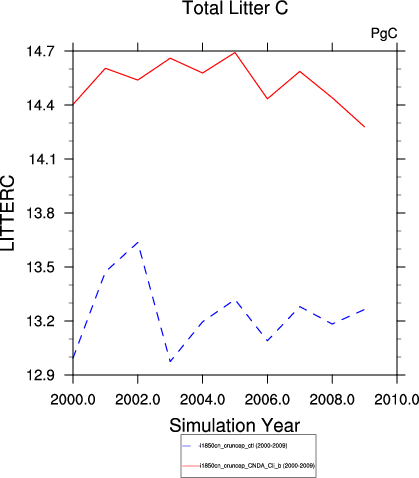 Total Litter C
PgC
14.7
14.4
14.1
13.8
13.5
13.2
12.9
LITTERC
2000.0 2002.0 2004.0 2006.0 2008.0 2010.0
Simulation Year
i1850cn_cruncep_ctl (2000-2009)
i1850cn_cruncep_CNDA_Cli_b (2000-2009)